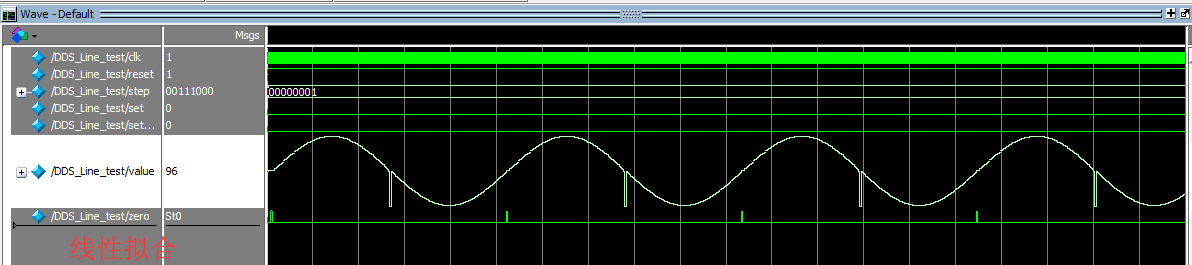 Wave - Default
Msgs
/DDS_Line_test/clk 1
/DDS_Line_test/reset 1
/DDS_Line_test/step 00111000 00000001
/DDS_Line_test/set 0
/DDS_Line_test/set... 0
/DDS_Line_test/value 96
/DDS_Line_test/zero St0
线性拟合